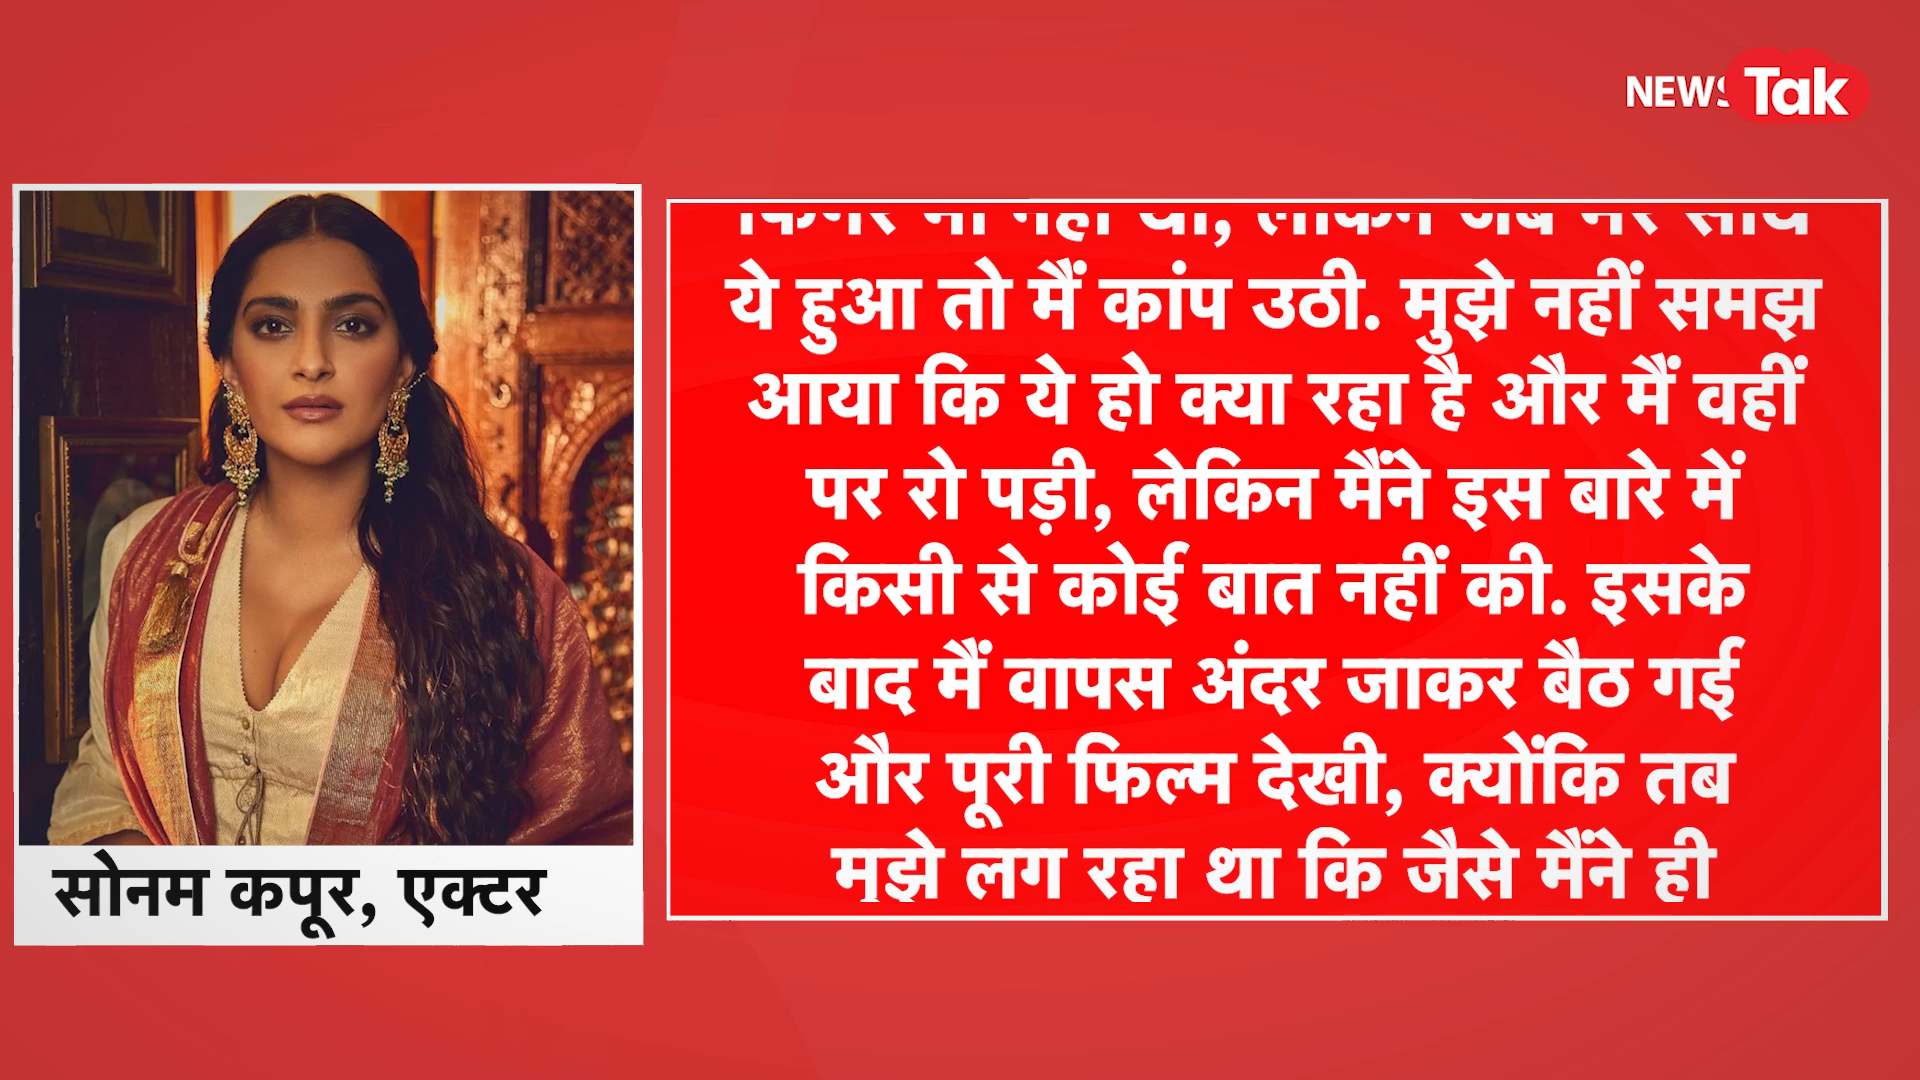 NEWS Tak
ये हुआ तो मैं कांप उठी. मुझे नहीं समझ
आया कि ये हो क्या रहा है और मैं वहीं
पर रो पड़ी, लेकिन मैंने इस बारे में
किसी से कोई बात नहीं की. इसके
बाद मैं वापस अंदर जाकर बैठ गई
और पूरी फिल्म देखी, क्योंकि तब
मुझे लग रहा था कि जैसे मैंने ही
सोनम कपूर, एक्टर